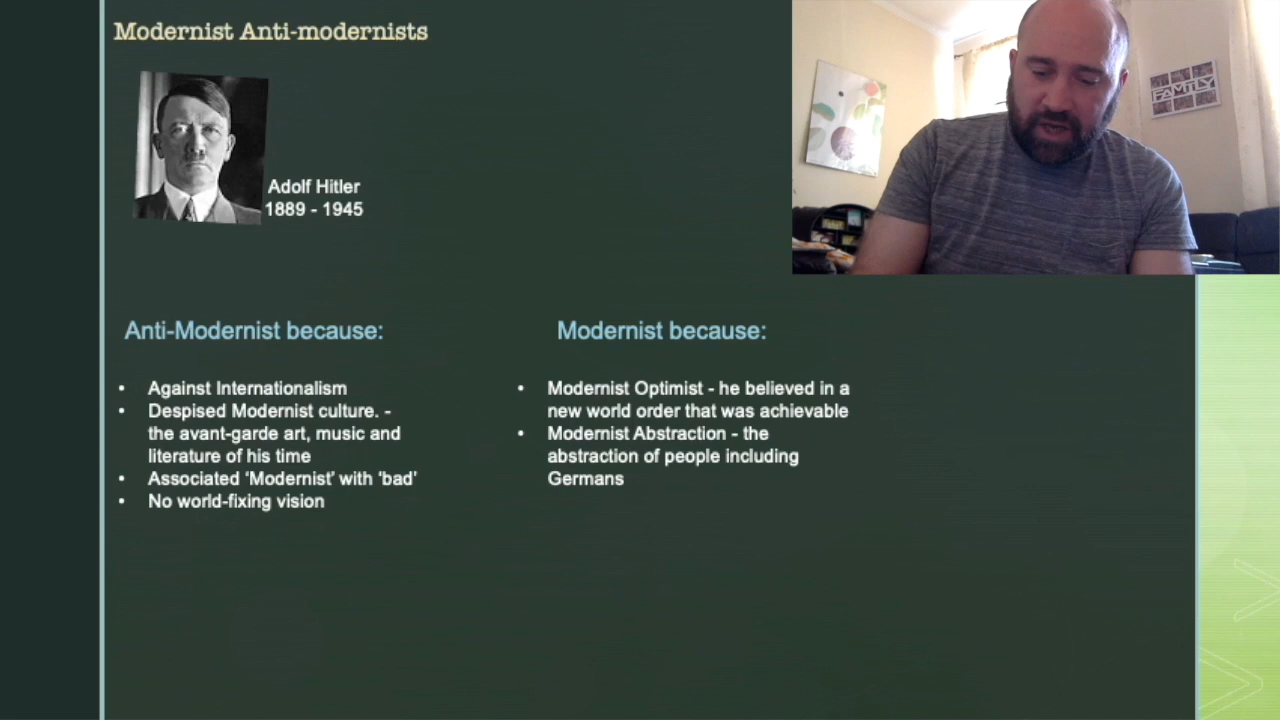 Modernist Anti-modernists
FAMILY
Adolf Hitler
1889 - 1945
Anti-Modernist because:
• Against Internationalism
• Despised Modernist culture. -
the avant-garde art, music and
literature of his time
• Associated ‘Modernist’ with ‘bad’
• No world-fixing vision
Modernist because:
• Modernist Optimist - he believed in a
new world order that was achievable
• Modernist Abstraction - the
abstraction of people including
Germans